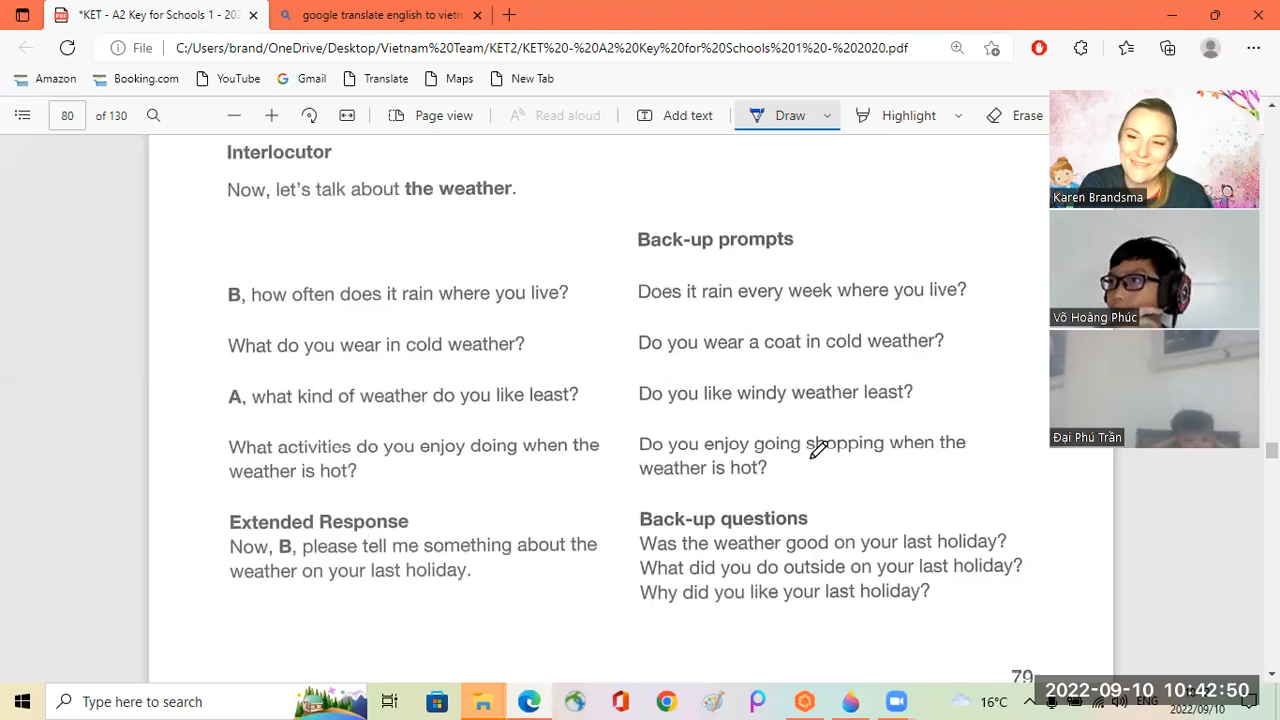 *KET - A2 Key for Schools 1 - 202
google translate english to vietn
File
C:/Users/brand/OneDrive/Desktop/Vietnam%20Team/KET2/KET%20-%20A2%20Key%20for%20Schools%201%20-%202020.pdf
Amazon
Booking.com
YouTube
Gmail
Translate
Maps
New Tab
80 of 130
Page view
Read aloud
Add text
Draw
Highlight
Erase
Interlocutor
Now, let's talk about the weather.
Back-up prompts
B, how often does it rain where you live?
Does it rain every week where you live?
What do you wear in cold weather?
Do you wear a coat in cold weather?
A, what kind of weather do you like least?
Do you like windy weather least?
What activities do you enjoy doing when the
weather is hot?
Do you enjoy going shopping when the
weather is hot?
Extended Response
Now, B, please tell me something about the
weather on your last holiday.
Back-up questions
Was the weather good on your last holiday?
What did you do outside on your last holiday?
Why did you like your last holiday?
79
Karen Brandsma
Võ Hoàng Phúc
Đại Phú Trần
Type here to search
16°C
ENG
2022-09-10 10:42:50
2022/09/10